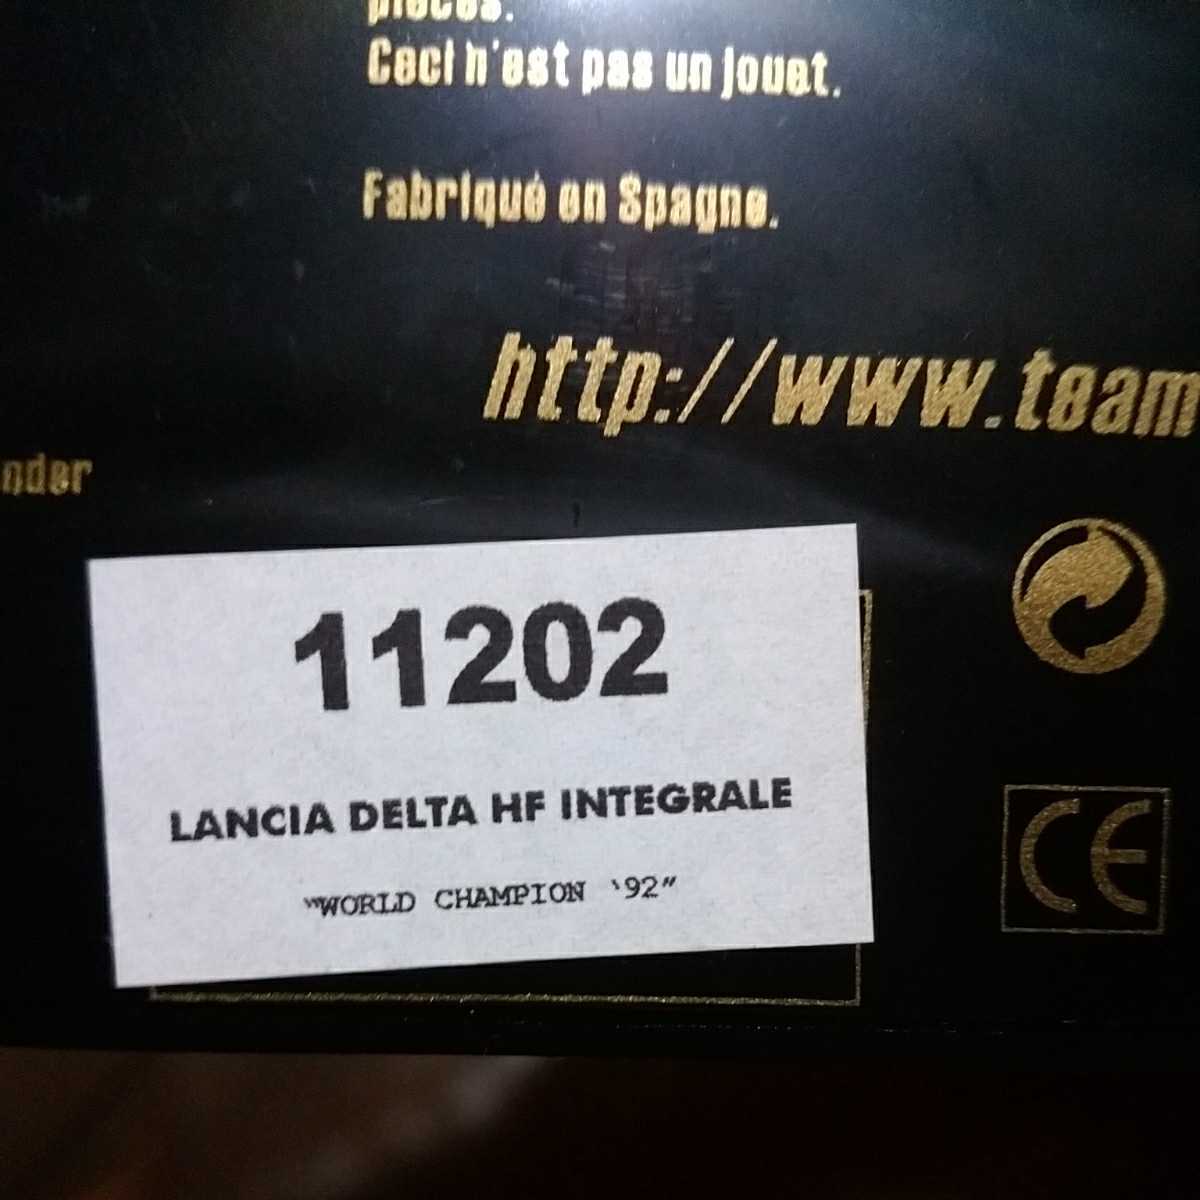 pièces.
Ceci n'est pas un jouet.
Fabriqué en Spagne.
http://www.team
nder
11202
LANCIA DELTA HF INTEGRALE
"WORLD CHAMPION '92"
CE